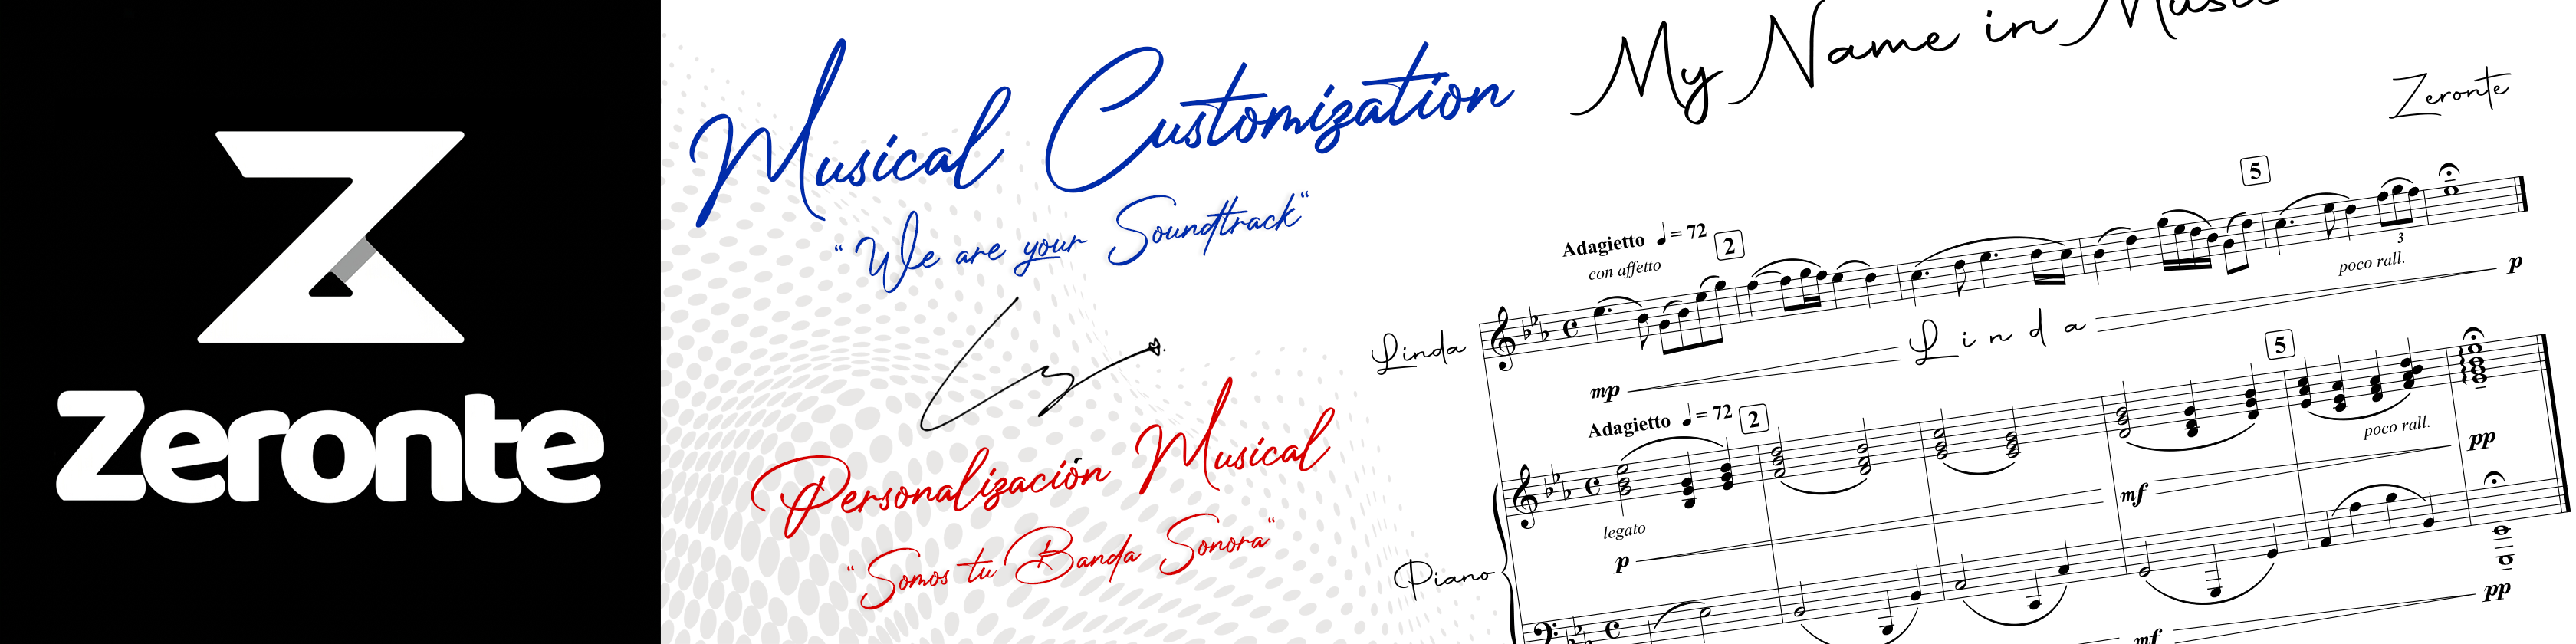 Zeronte
Musical Customization
"We are your Soundtrack"
Personalización Musical
"Somos tu Banda Sonora"
My Name in Music
Zeronte
Adagietto ♩ = 72
con affetto
2
5
3
poco rall.
p
Linda
mp
Linda
Adagietto ♩ = 72
2
5
poco rall.
legato
p
mf
pp
Piano
mf
pp